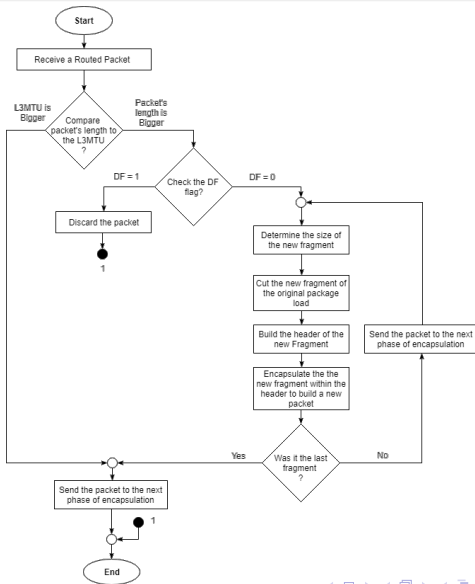 Start
Receive a Routed Packet
L3MTU is
Bigger
Packet's
length is
Bigger
Compare
packet's length to
the L3MTU
?
DF = 1
Check the DF
flag?
DF = 0
Discard the packet
1
Determine the size of
the new fragment
Cut the new fragment of
the original package
load
Build the header of the
new Fragment
Send the packet to the next
phase of encapsulation
Encapsulate the the
new fragment within the
header to build a new
packet
Yes
Was it the last
fragment
?
No
Send the packet to the next
phase of encapsulation
1
End